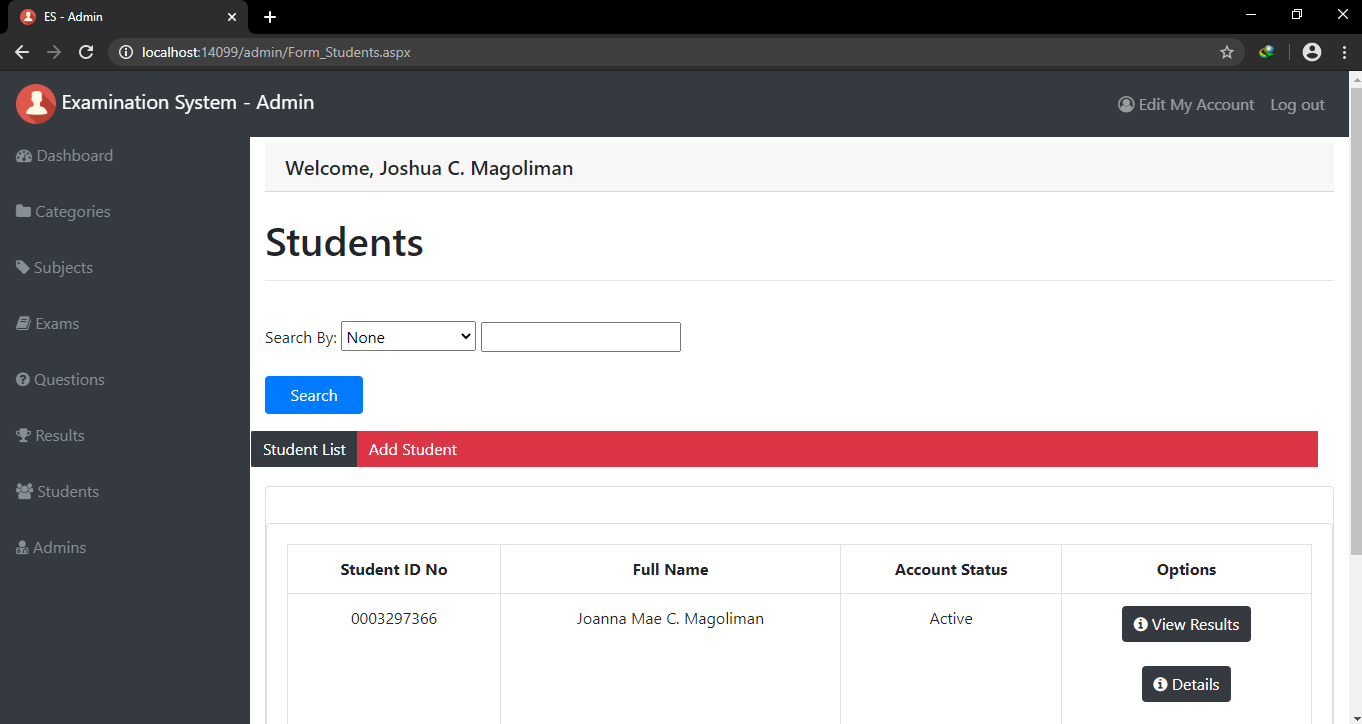 ES - Admin
localhost:14099/admin/Form_Students.aspx
Examination System - Admin
Edit My Account Log out
Dashboard
Categories
Subjects
Exams
Questions
Results
Students
Admins
Welcome, Joshua C. Magoliman
Students
Search By: None
Search
Student List Add Student
Student ID No Full Name Account Status Options
0003297366 Joanna Mae C. Magoliman Active View Results
Details